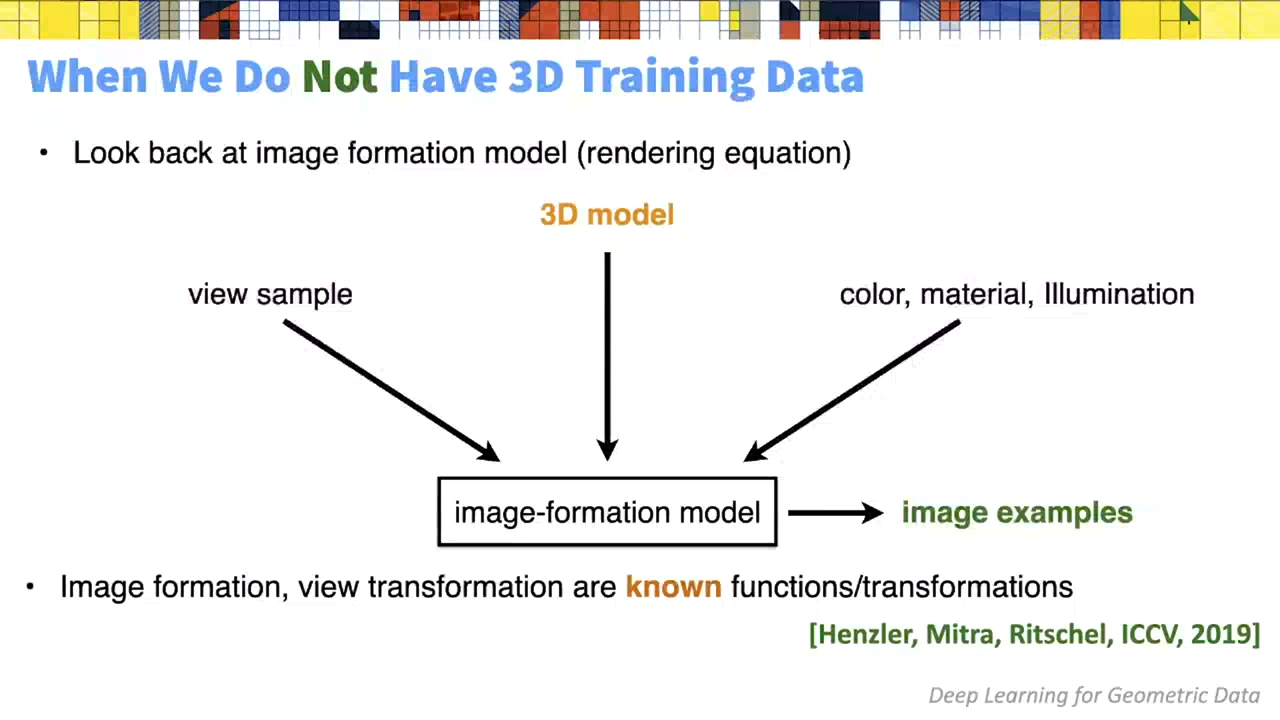 When We Do Not Have 3D Training Data
• Look back at image formation model (rendering equation)
3D model
view sample
color, material, Illumination
image-formation model
image examples
• Image formation, view transformation are known functions/transformations
[Henzler, Mitra, Ritschel, ICCV, 2019]
Deep Learning for Geometric Data